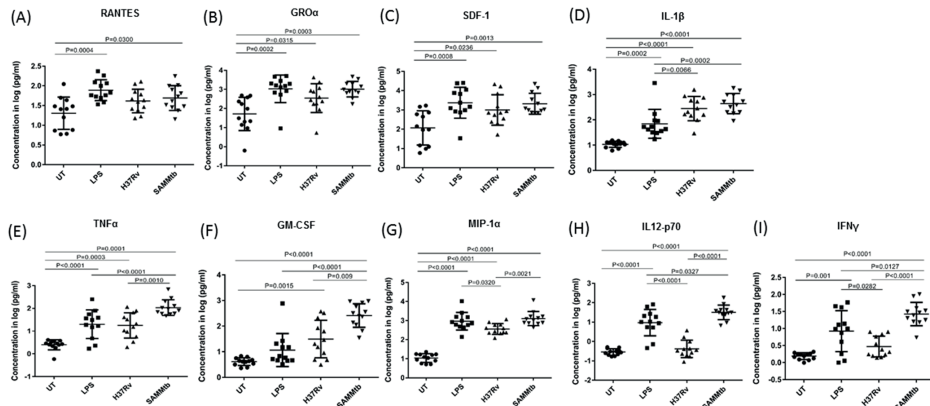 (A) RANTES
P=0.0300
P=0.0004
Concentration in log (pg/ml)
2.5
2.0
1.5
1.0
0.5
0.0
UT LPS H37Rv SAMMtb
(B) GROα
P=0.0003
P=0.0315
P=0.0002
Concentration in log (pg/ml)
4
3
2
1
0
-1
UT LPS H37Rv SAMMtb
(C) SDF-1
P=0.0013
P=0.0236
P=0.0008
Concentration in log (pg/ml)
5
4
3
2
1
0
UT LPS H37Rv SAMMtb
(D) IL-1β
P<0.0001
P<0.0001
P=0.0002
P=0.0002
P=0.0066
Concentration in log (pg/ml)
4
3
2
1
0
UT LPS H37Rv SAMMtb
(E) TNFα
P=0.0001
P=0.0003
P<0.0001
P<0.0001
P=0.0010
Concentration in log (pg/ml)
3
2
1
0
-1
UT LPS H37Rv SAMMtb
(F) GM-CSF
P<0.0001
P<0.0001
P=0.009
P=0.0015
Concentration in log (pg/ml)
4
3
2
1
0
UT LPS H37Rv SAMMtb
(G) MIP-1α
P<0.0001
P<0.0001
P<0.0001
P=0.0021
P=0.0320
Concentration in log (pg/ml)
5
4
3
2
1
0
UT LPS H37Rv SAMMtb
(H) IL12-p70
P<0.0001
P<0.0001
P<0.0001
P=0.0327
P<0.0001
Concentration in log (pg/ml)
3
2
1
0
-1
-2
UT LPS H37Rv SAMMtb
(I) IFNγ
P<0.0001
P=0.0127
P<0.001
P<0.0001
P=0.0282
Concentration in log (pg/ml)
3
2
1
0
-1
UT LPS H37Rv SAMMtb